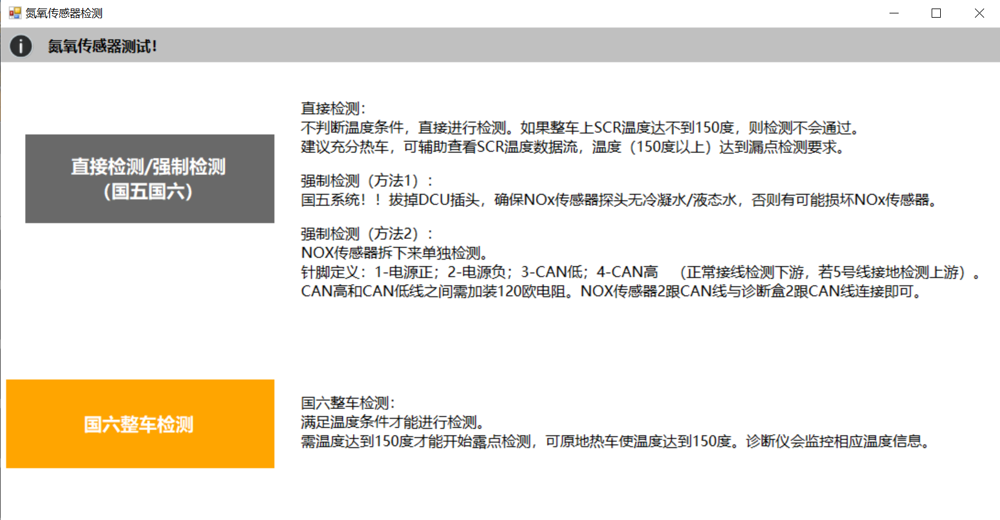 氮氧传感器检测
氮氧传感器测试！
直接检测/强制检测
（国五国六）
直接检测：
不判断温度条件，直接进行检测。如果整车上SCR温度达不到150度，则检测不会通过。
建议充分热车，可辅助查看SCR温度数据流，温度（150度以上）达到漏点检测要求。
强制检测（方法1）：
国五系统！！拔掉DCU插头，确保NOx传感器探头无冷凝水/液态水，否则有可能损坏NOx传感器。
强制检测（方法2）：
NOX传感器拆下来单独检测。
针脚定义：1-电源正；2-电源负；3-CAN低；4-CAN高 （正常接线检测下游，若5号线接地检测上游）。
CAN高和CAN低线之间需加装120欧电阻。NOX传感器2跟CAN线与诊断盒2跟CAN线连接即可。
国六整车检测
国六整车检测：
满足温度条件才能进行检测。
需温度达到150度才能开始露点检测，可原地热车使温度达到150度。诊断仪会监控相应温度信息。